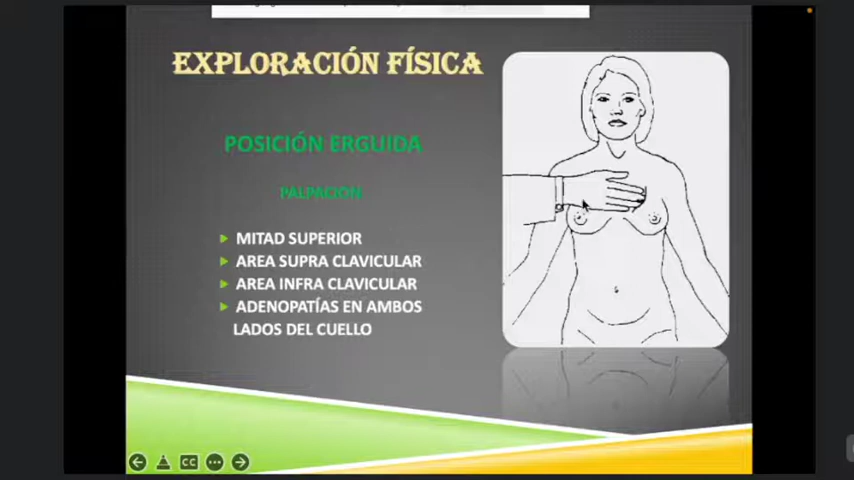 EXPLORACIÓN FÍSICA
POSICIÓN ERGUIDA
PALPACION
MITAD SUPERIOR
AREA SUPRA CLAVICULAR
AREA INFRA CLAVICULAR
ADENOPATÍAS EN AMBOS
LADOS DEL CUELLO
CC